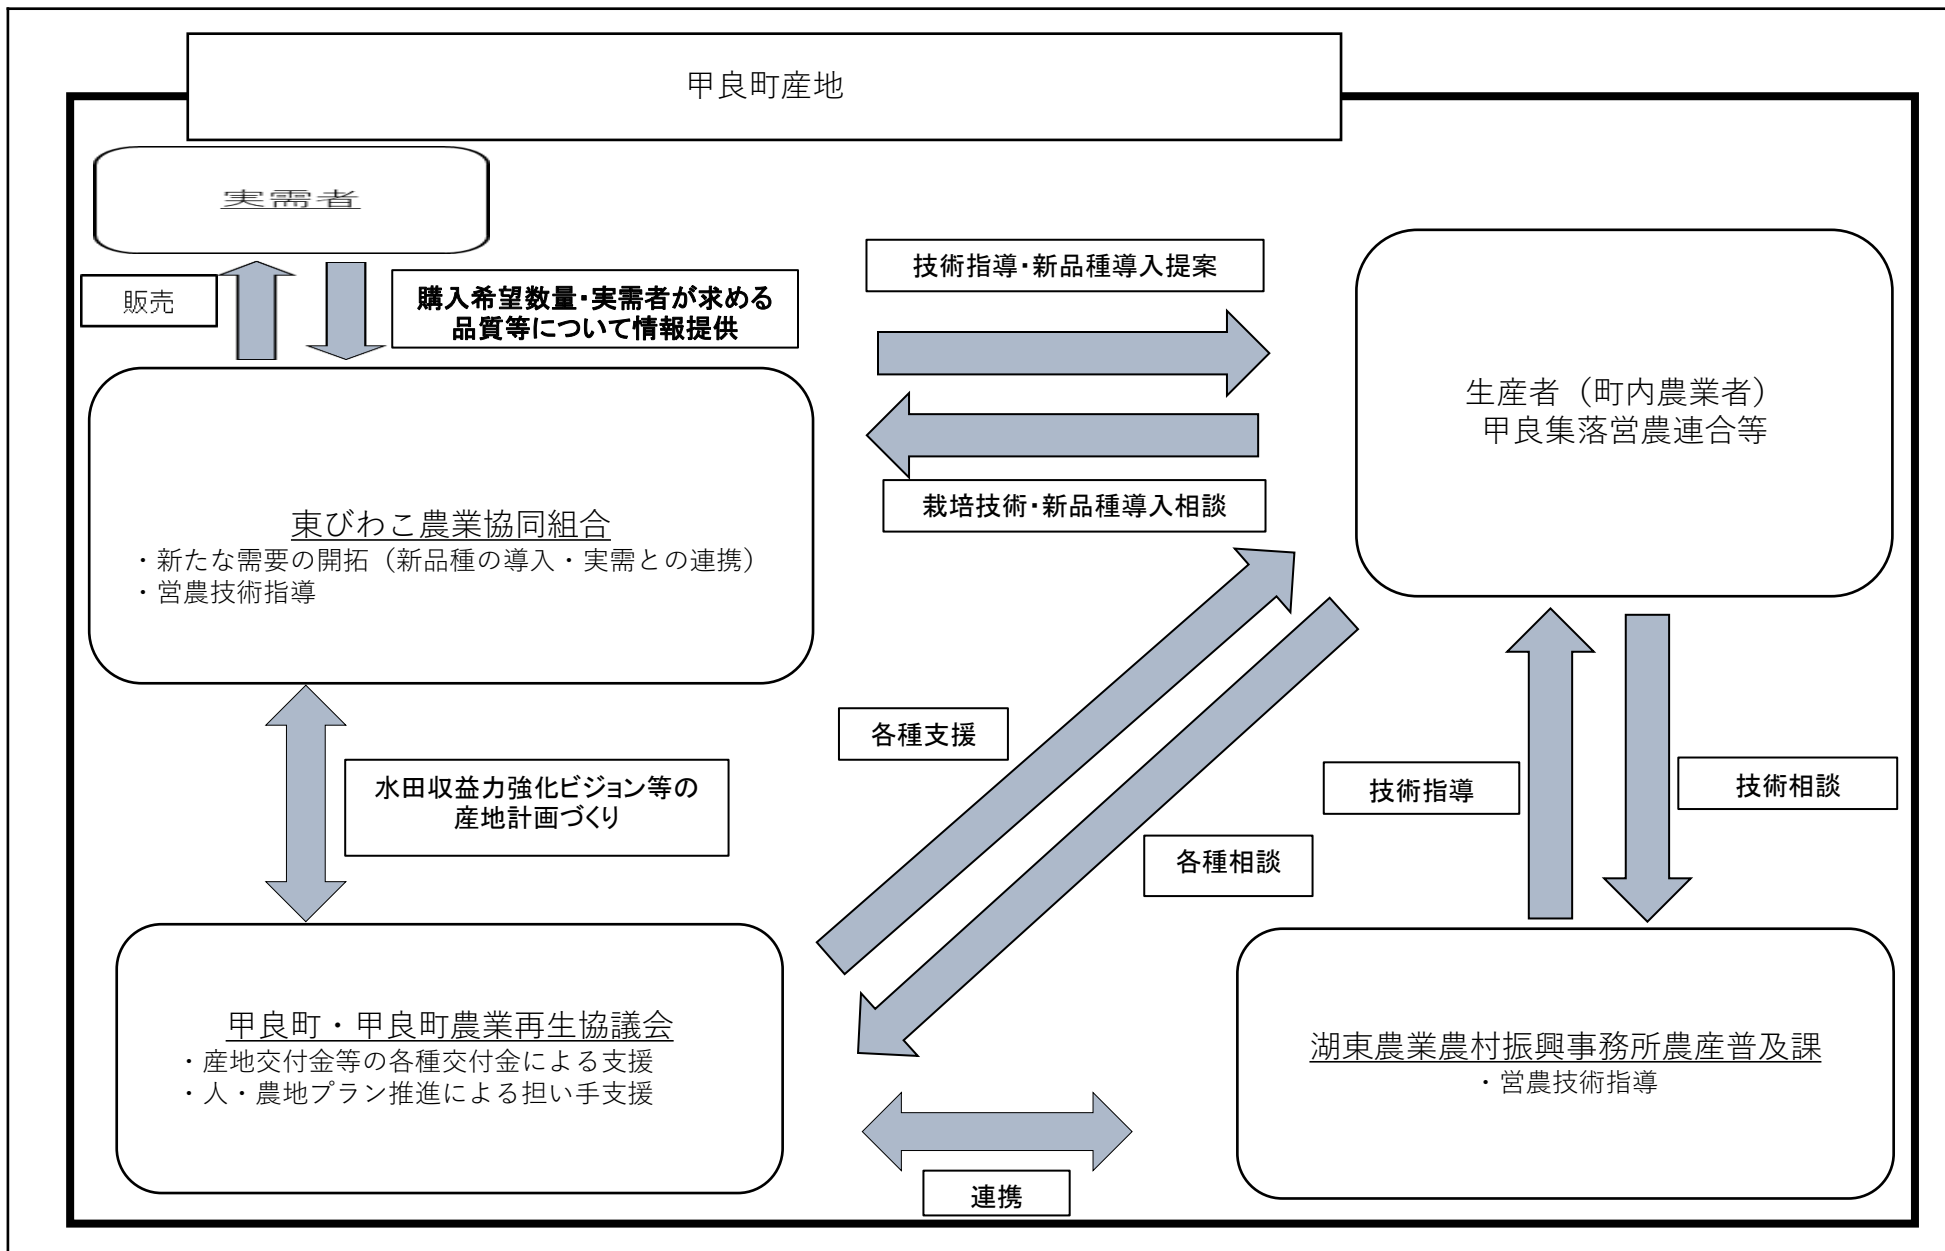 甲良町産地
実需者
販売
購入希望数量・実需者が求める
品質等について情報提供
技術指導・新品種導入提案
生産者（町内農業者）
甲良集落営農連合等
栽培技術・新品種導入相談
東びわこ農業協同組合
・新たな需要の開拓（新品種の導入・実需との連携）
・営農技術指導
各種支援
水田収益力強化ビジョン等の
産地計画づくり
技術指導
技術相談
各種相談
甲良町・甲良町農業再生協議会
・産地交付金等の各種交付金による支援
・人・農地プラン推進による担い手支援
湖東農業農村振興事務所農産普及課
・営農技術指導
連携